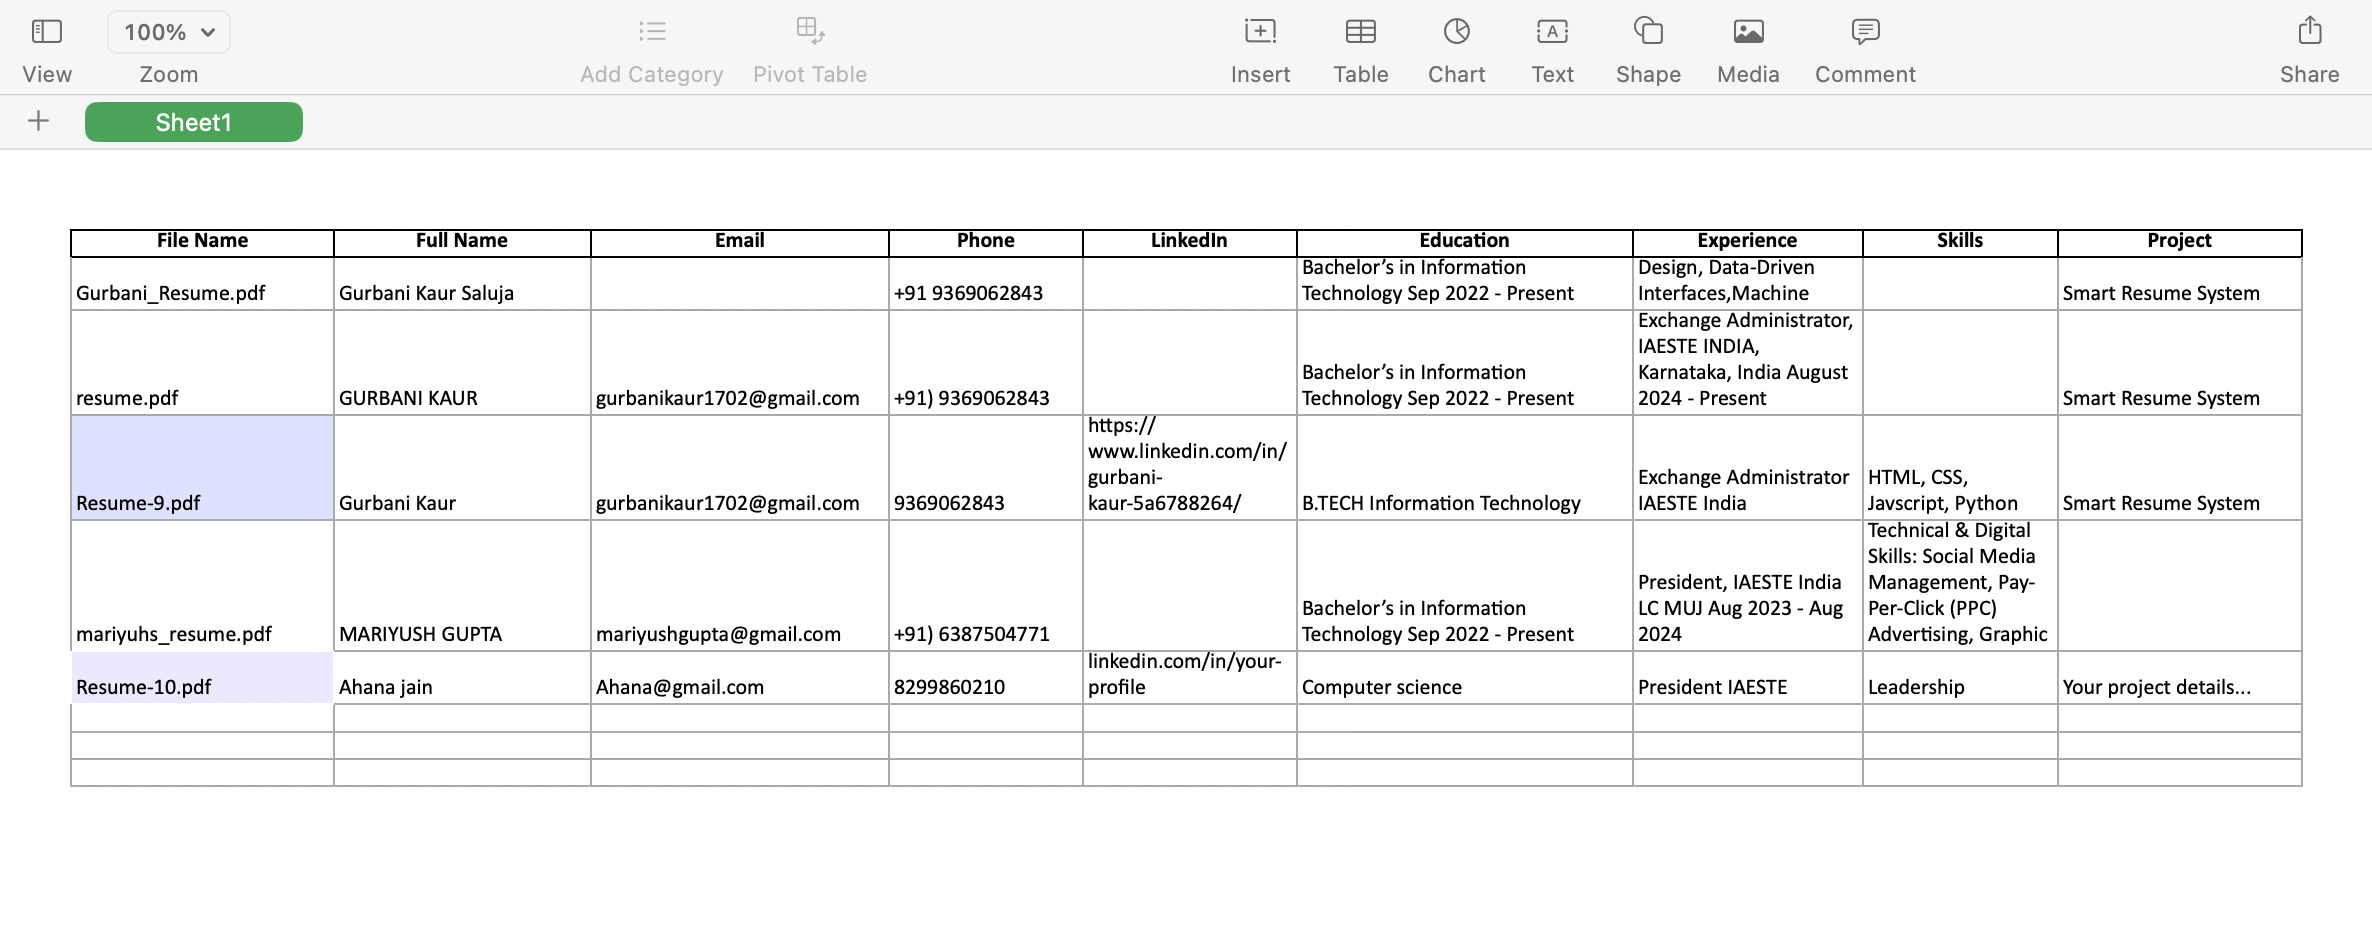 100%
View
Zoom
Add Category
Pivot Table
Insert
Table
Chart
Text
Shape
Media
Comment
Share
Sheet1
File Name
Full Name
Email
Phone
LinkedIn
Education
Experience
Skills
Project
Gurbani_Resume.pdf
Gurbani Kaur Saluja
+91 9369062843
Bachelor’s in Information
Technology Sep 2022 - Present
Design, Data-Driven
Interfaces,Machine
Smart Resume System
resume.pdf
GURBANI KAUR
gurbanikaur1702@gmail.com
+91) 9369062843
Bachelor’s in Information
Technology Sep 2022 - Present
Exchange Administrator,
IAESTE INDIA,
Karnataka, India August
2024 - Present
Smart Resume System
Resume-9.pdf
Gurbani Kaur
gurbanikaur1702@gmail.com
9369062843
https://
www.linkedin.com/in/
gurbani-
kaur-5a6788264/
B.TECH Information Technology
Exchange Administrator
IAESTE India
HTML, CSS,
Javscript, Python
Smart Resume System
mariyuhs_resume.pdf
MARIYUSH GUPTA
mariyushgupta@gmail.com
+91) 6387504771
Bachelor’s in Information
Technology Sep 2022 - Present
President, IAESTE India
LC MUJ Aug 2023 - Aug
2024
Technical & Digital
Skills: Social Media
Management, Pay-
Per-Click (PPC)
Advertising, Graphic
Resume-10.pdf
Ahana jain
Ahana@gmail.com
8299860210
linkedin.com/in/your-
profile
Computer science
President IAESTE
Leadership
Your project details...